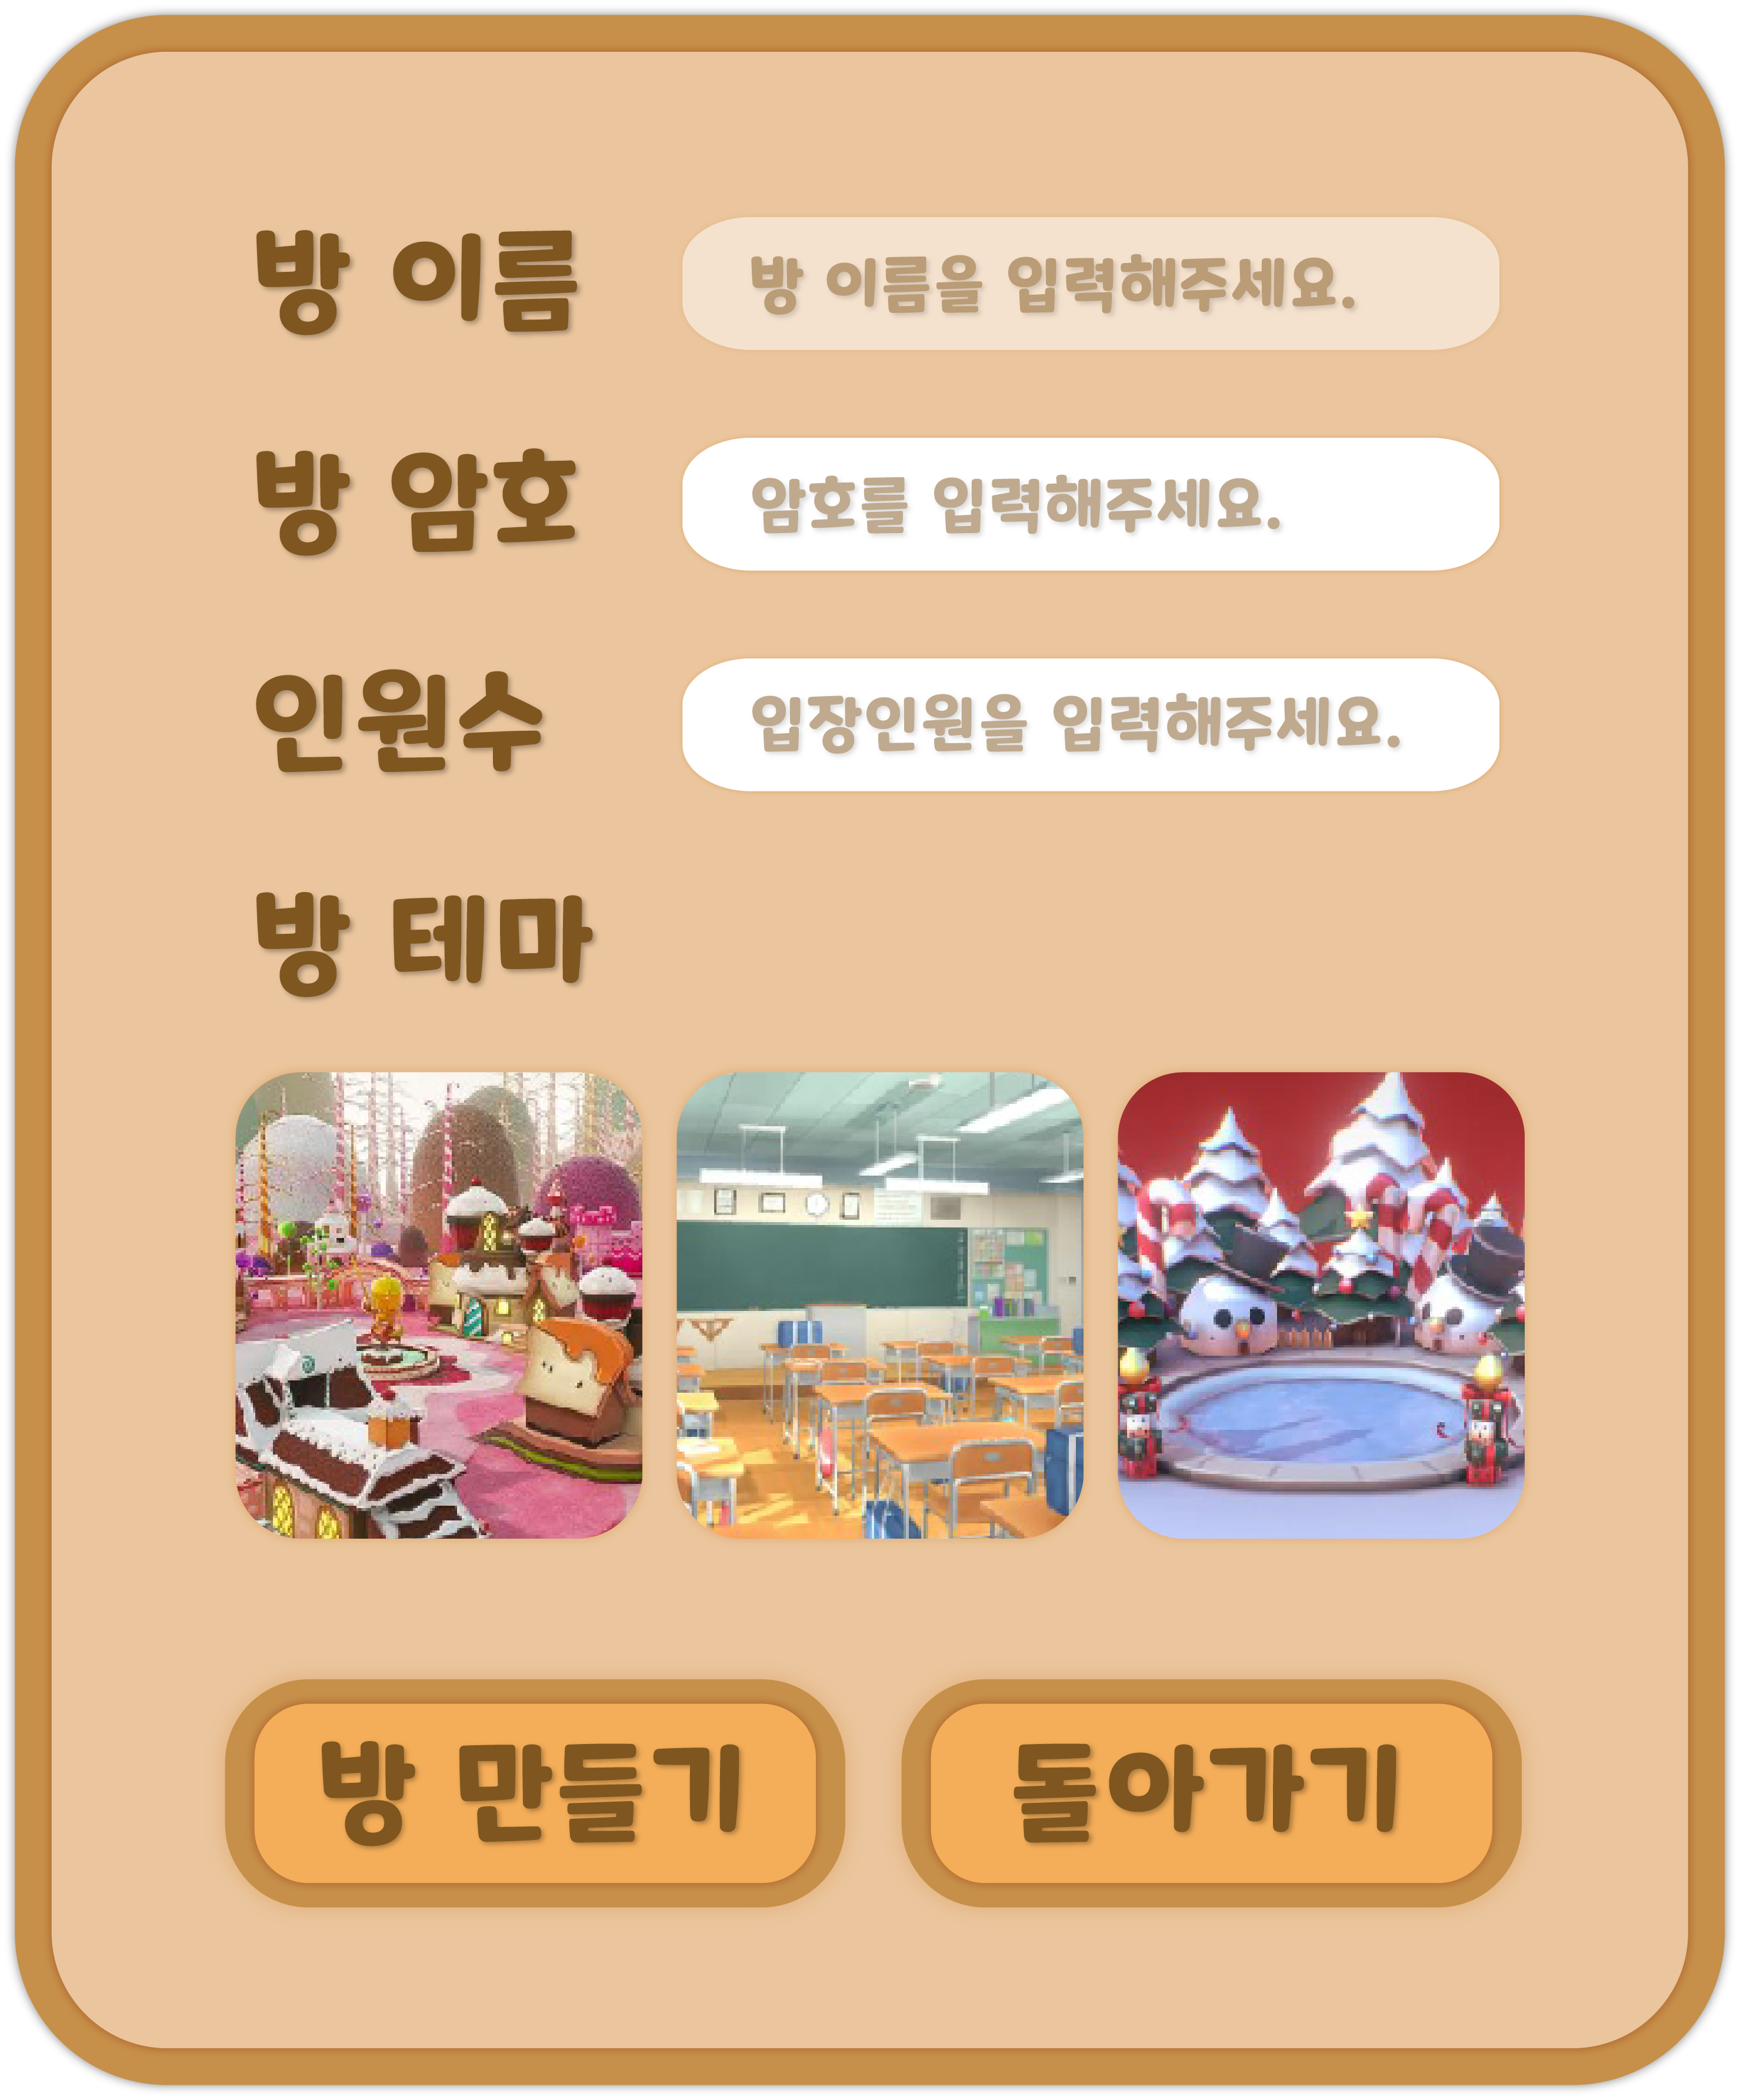 방 이름
방 이름을 입력해주세요.
방 암호
암호를 입력해주세요.
인원수
입장인원을 입력해주세요.
방 테마
방 만들기
돌아가기